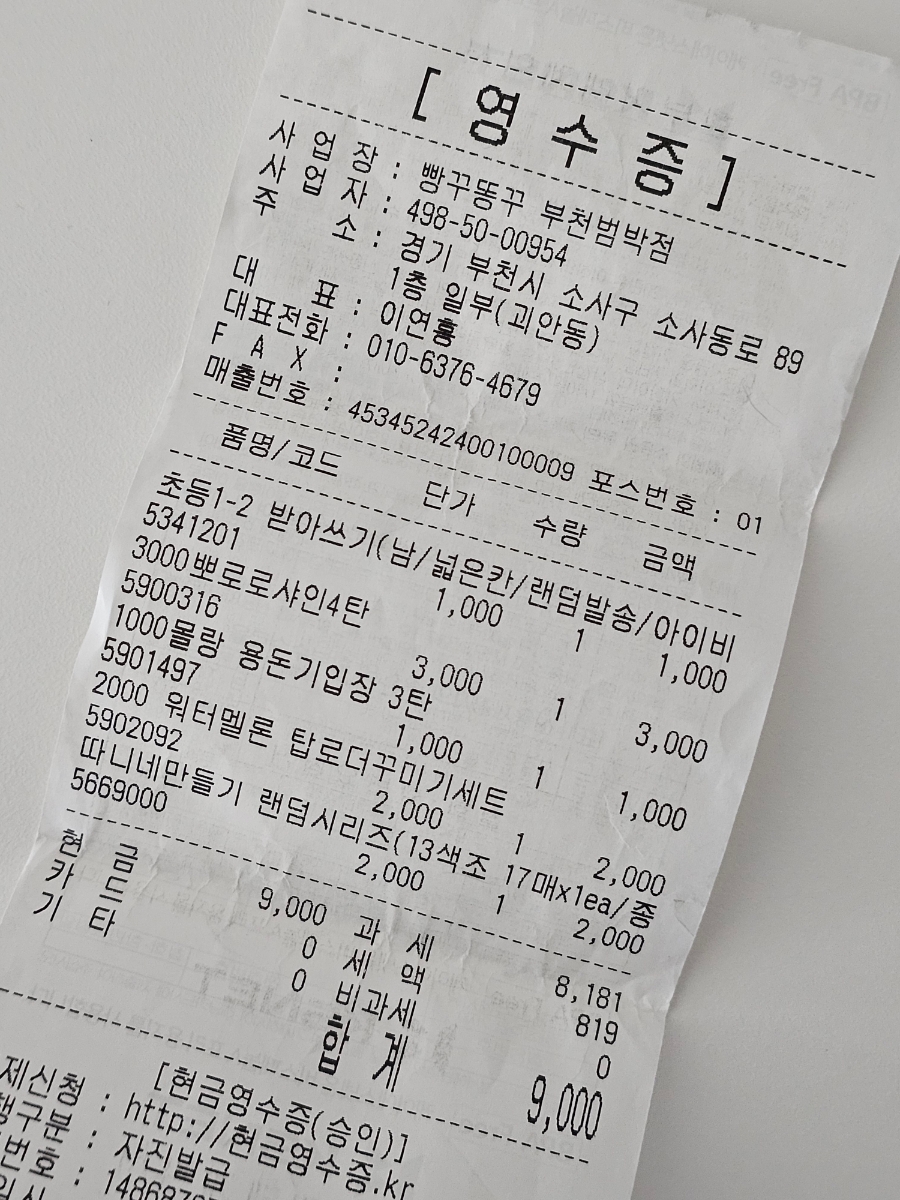 [ 영 수 증 ]
사 업 장 : 빵꾸똥꾸 부천범박점
사 업 자 : 498-50-00954
주 소 : 경기 부천시 소사구 소사동로 89
1층 일부(괴안동)
대 표 : 이연흥
대표전화 : 010-6376-4679
F A X :
매출번호 : 45345242400100009 포스번호 : 01
품명/코드 단가 수량 금액
초등1-2 받아쓰기(남/넓은칸/랜덤발송/아이비
5341201 1,000 1 1,000
3000뽀로로샤인4탄
5900316 3,000 1 3,000
1000몰랑 용돈기입장 3탄
5901497 1,000 1 1,000
2000 워터멜론 탑로더꾸미기세트
5902092 2,000 1 2,000
따니네만들기 랜덤시리즈(13색조 17매x1ea/종
5669000 2,000 1 2,000
현 금 9,000 과 세 8,181
카 드 0 세 액 819
기 타 0 비과세 0
합 계 9,000
[현금영수증(승인)]
제신청 : http://현금영수증.kr
행구분 : 자진발급
번호 : 1486870